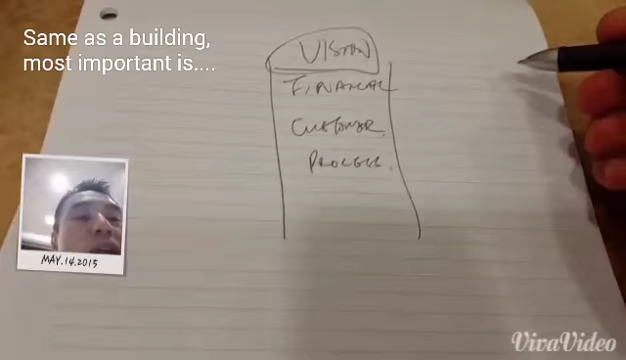 Same as a building,
most important is....
VISION
FINANCIAL
CUSTOMER
PROCESS.
MAY.14.2015
VivaVideo